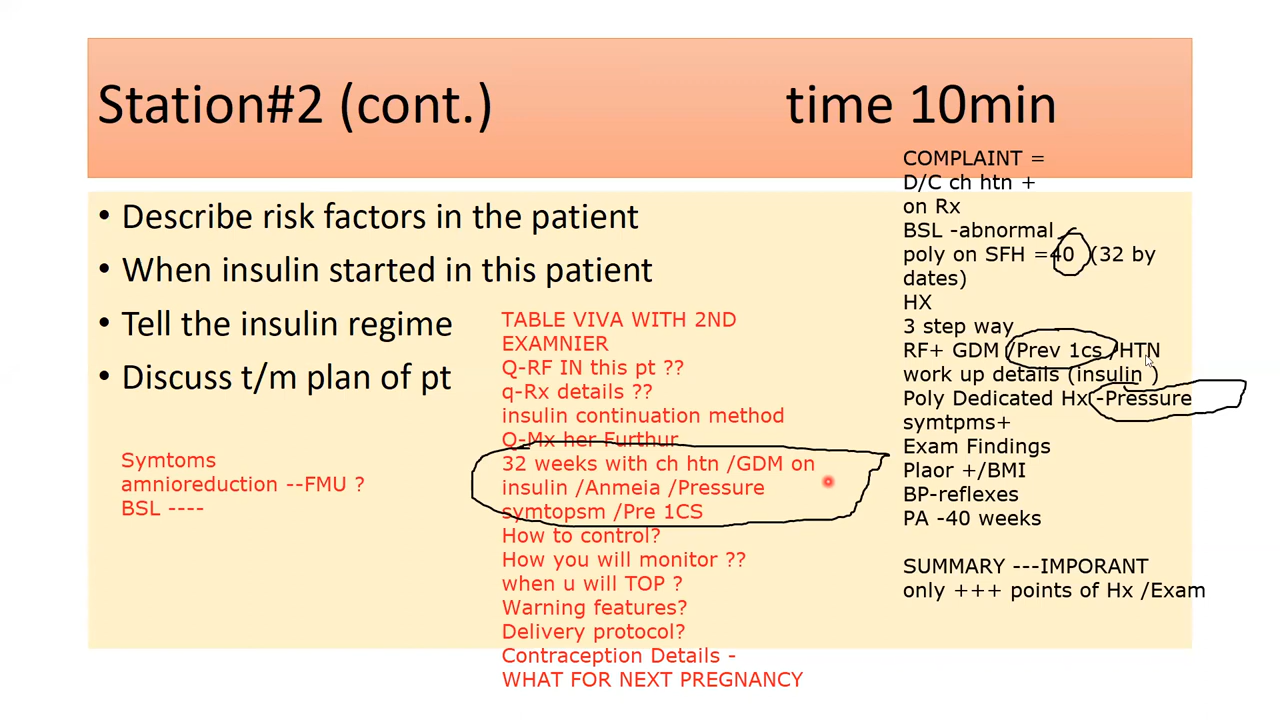 Station#2 (cont.) time 10min
• Describe risk factors in the patient
• When insulin started in this patient
• Tell the insulin regime
• Discuss t/m plan of pt
Symtoms
amnioreduction --FMU ?
BSL ----
TABLE VIVA WITH 2ND
EXAMNIER
Q-RF IN this pt ??
q-Rx details ??
insulin continuation method
Q-Mx her Furthur
32 weeks with ch htn /GDM on
insulin /Anmeia /Pressure
symtopsm /Pre 1CS
How to control?
How you will monitor ??
when u will TOP ?
Warning features?
Delivery protocol?
Contraception Details -
WHAT FOR NEXT PREGNANCY
COMPLAINT =
D/C ch htn +
on Rx
BSL -abnormal
poly on SFH =40 (32 by
dates)
HX
3 step way
RF+ GDM /Prev 1cs /HTN
work up details (insulin )
Poly Dedicated Hx -Pressure
symtpms+
Exam Findings
Plaor +/BMI
BP-reflexes
PA -40 weeks
SUMMARY ---IMPORANT
only +++ points of Hx /Exam